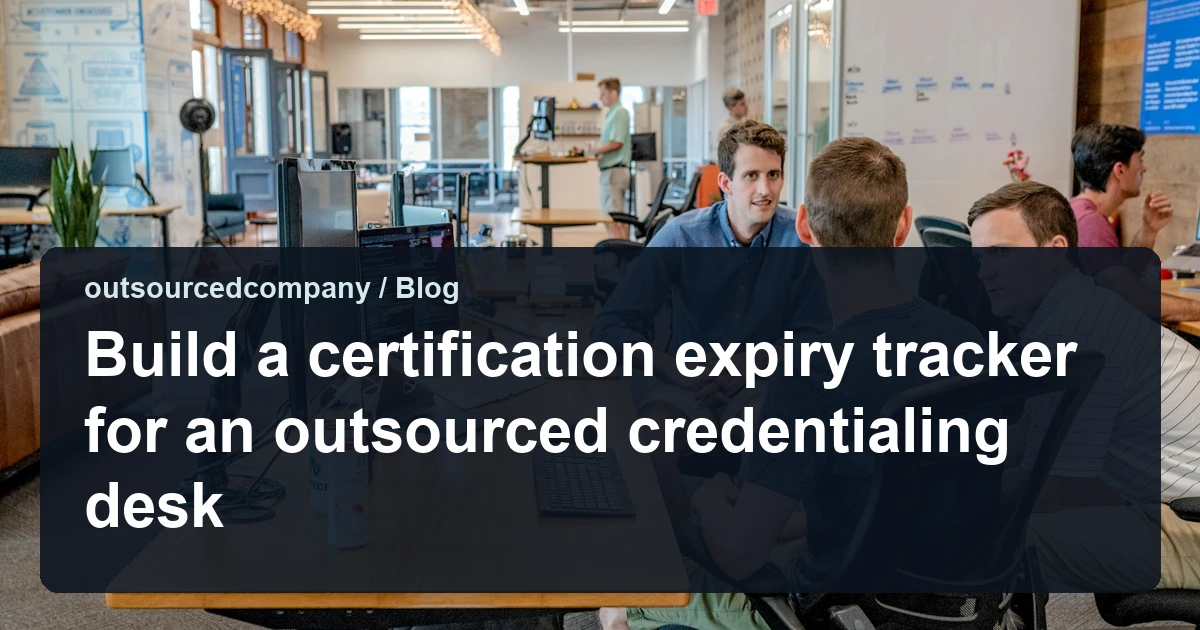 outsourcedcompany / Blog
Build a certification expiry tracker
for an outsourced credentialing
desk